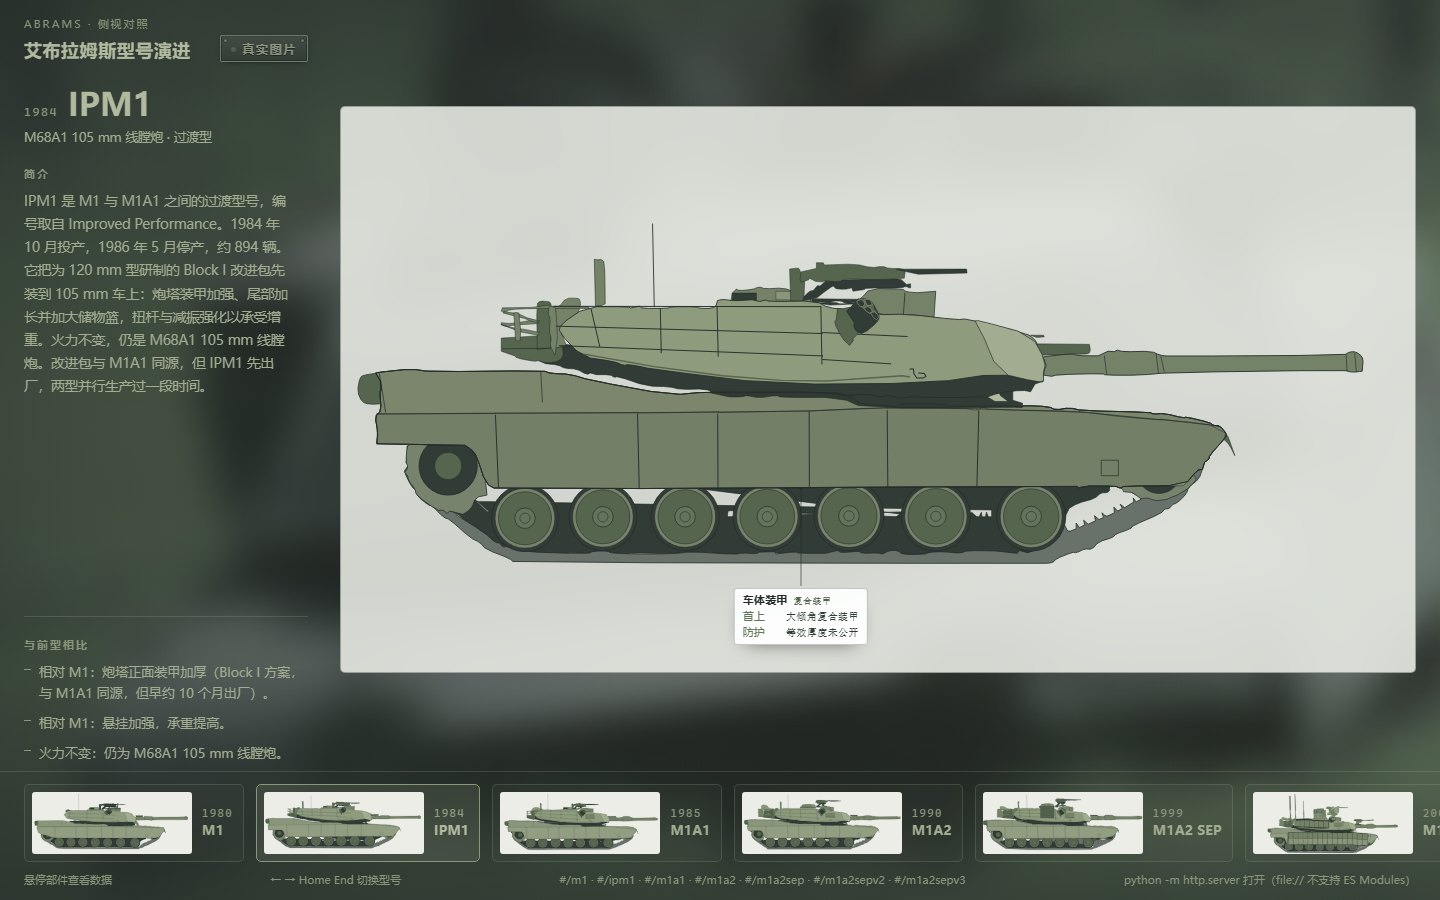 ABRAMS · 侧视对照
艾布拉姆斯型号演进
真实图片
1984 IPM1
M68A1 105 mm 线膛炮 · 过渡型
简介
IPM1 是 M1 与 M1A1 之间的过渡型号，编
号取自 Improved Performance。1984 年
10 月投产，1986 年 5 月停产，约 894 辆。
它把为 120 mm 型研制的 Block I 改进包先
装到 105 mm 车上：炮塔装甲加强、尾部加
长并加大储物篮，扭杆与减振强化以承受增
重。火力不变，仍是 M68A1 105 mm 线膛
炮。改进包与 M1A1 同源，但 IPM1 先出
厂，两型并行生产过一段时间。
车体装甲 复合装甲
首上 大倾角复合装甲
防护 等效厚度未公开
与前型相比
– 相对 M1：炮塔正面装甲加厚（Block I 方案，
与 M1A1 同源，但早约 10 个月出厂）。
– 相对 M1：悬挂加强，承重提高。
– 火力不变：仍为 M68A1 105 mm 线膛炮。
1980
M1
1984
IPM1
1985
M1A1
1990
M1A2
1999
M1A2 SEP
悬停部件查看数据
← → Home End 切换型号
#/m1 · #/ipm1 · #/m1a1 · #/m1a2 · #/m1a2sep · #/m1a2sepv2 · #/m1a2sepv3
python -m http.server 打开（file:// 不支持 ES Modules）